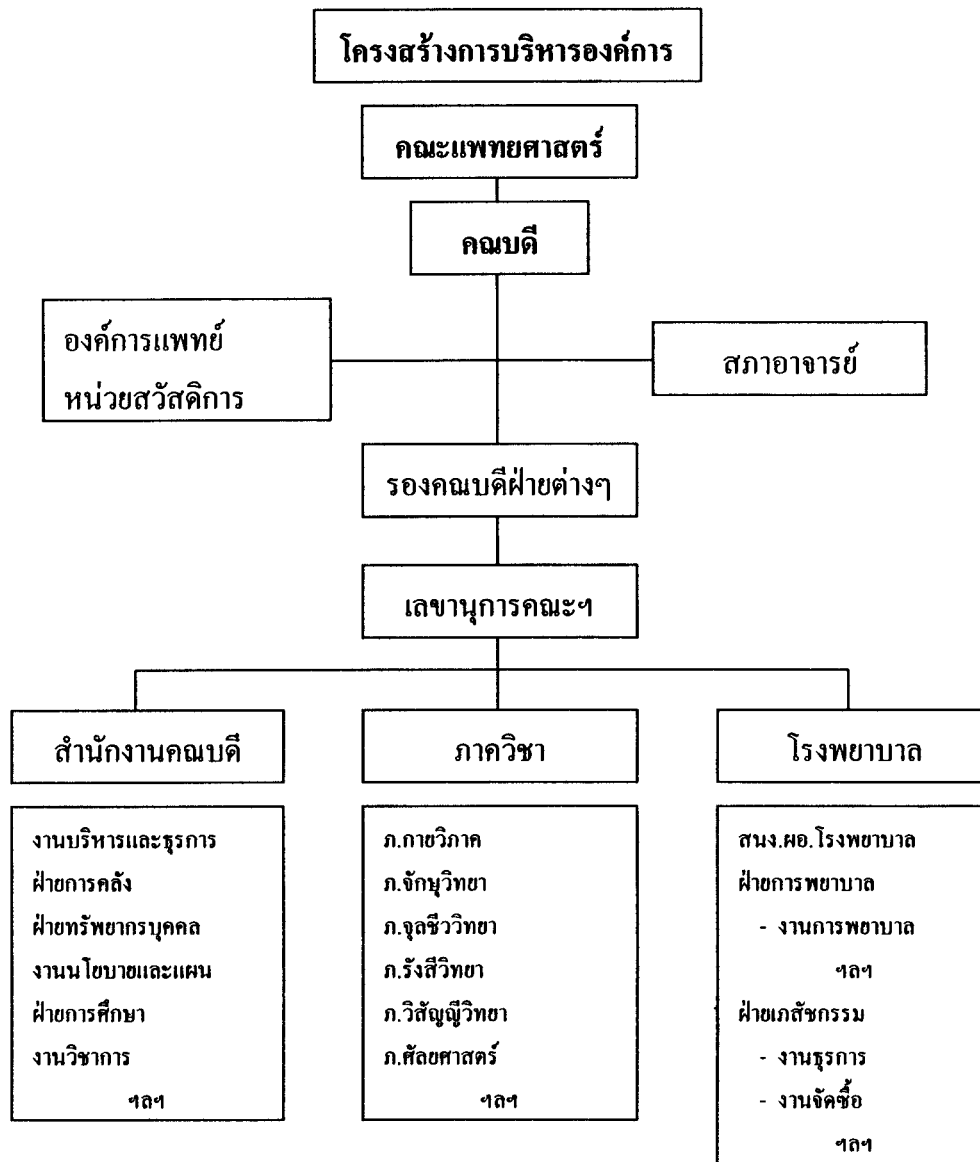 โครงสร้างการบริหารองค์การ
คณะแพทยศาสตร์
คณบดี
องค์การแพทย์
หน่วยสวัสดิการ
สภาอาจารย์
รองคณบดีฝ่ายต่างๆ
เลขานุการคณะฯ
สำนักงานคณบดี
งานบริหารและธุรการ
ฝ่ายการคลัง
ฝ่ายทรัพยากรบุคคล
งานนโยบายและแผน
ฝ่ายการศึกษา
งานวิชาการ
ฯลฯ
ภาควิชา
ภ.กายวิภาค
ภ.จักษุวิทยา
ภ.จุลชีววิทยา
ภ.รังสีวิทยา
ภ.วิสัญญีวิทยา
ภ.ศัลยศาสตร์
ฯลฯ
โรงพยาบาล
สนง.ผอ.โรงพยาบาล
ฝ่ายการพยาบาล
- งานการพยาบาล
ฯลฯ
ฝ่ายเภสัชกรรม
- งานธุรการ
- งานจัดซื้อ
ฯลฯ